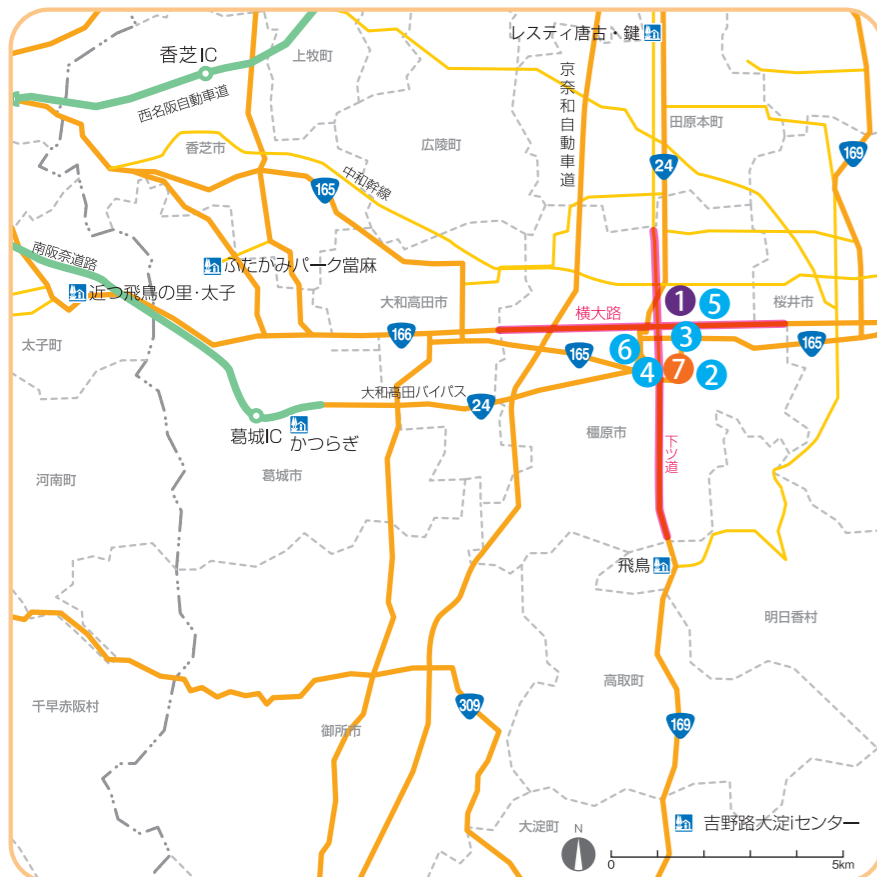 レスティ唐古・鍵
香芝IC
上牧町
京奈和自動車道
西名阪自動車道
田原本町
香芝市
広陵町
169
24
中和幹線
165
南阪奈道路
ふたかみパーク當麻
近つ飛鳥の里・太子
大和高田市
1
5
桜井市
横大路
太子町
166
3
165
6
165
4
7
2
大和高田バイパス
24
葛城IC
かつらぎ
橿原市
下ツ道
河南町
葛城市
飛鳥
明日香村
高取町
千早赤阪村
309
169
御所市
大淀町
吉野路大淀iセンター
N
0
5km